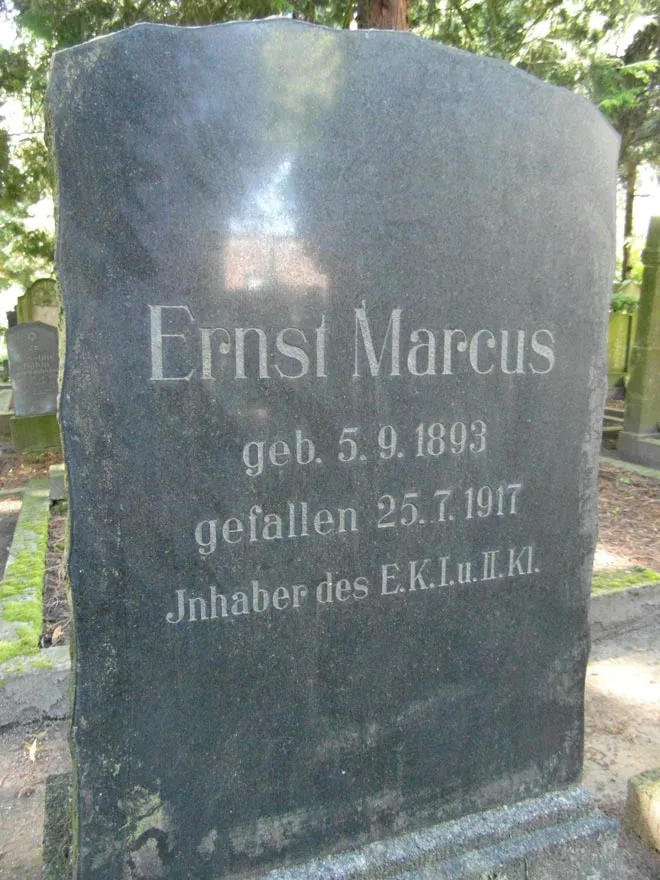 Ernst Marcus
geb. 5. 9. 1893
gefallen 25. 7. 1917
Jnhaber des E.K.I.u.II.Kl.